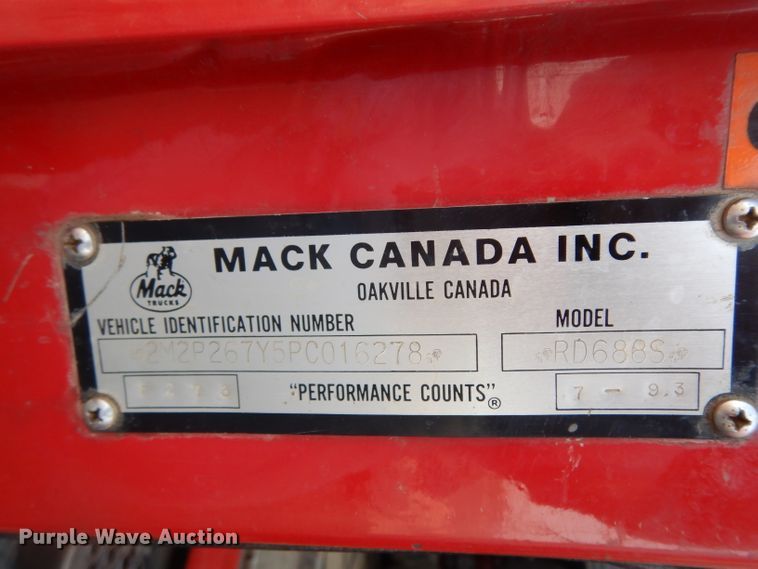 MACK CANADA INC.
Mack
TRUCKS
OAKVILLE CANADA
VEHICLE IDENTIFICATION NUMBER
MODEL
*2M2P267Y5PC016278*
*RD688S*
"PERFORMANCE COUNTS"®
7 - 93
Purple Wave Auction